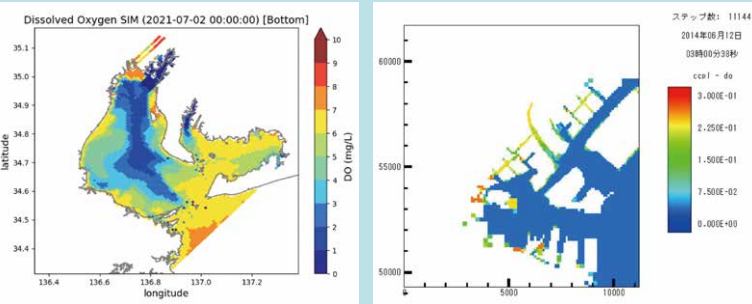 Dissolved Oxygen SIM (2021-07-02 00:00:00) [Bottom]
35.1
35.0
34.9
34.8
34.7
34.6
34.5
34.4
latitude
136.4 136.6 136.8 137.0 137.2
longitude
10
9
8
7
6
5
4
3
2
1
0
DO (mg/L)
60000
55000
50000
0 5000 10000
ステップ数: 11144
2014年06月12日
03時00分38秒
ccel - do
3.000E-01
2.250E-01
1.500E-01
7.500E-02
0.000E+00